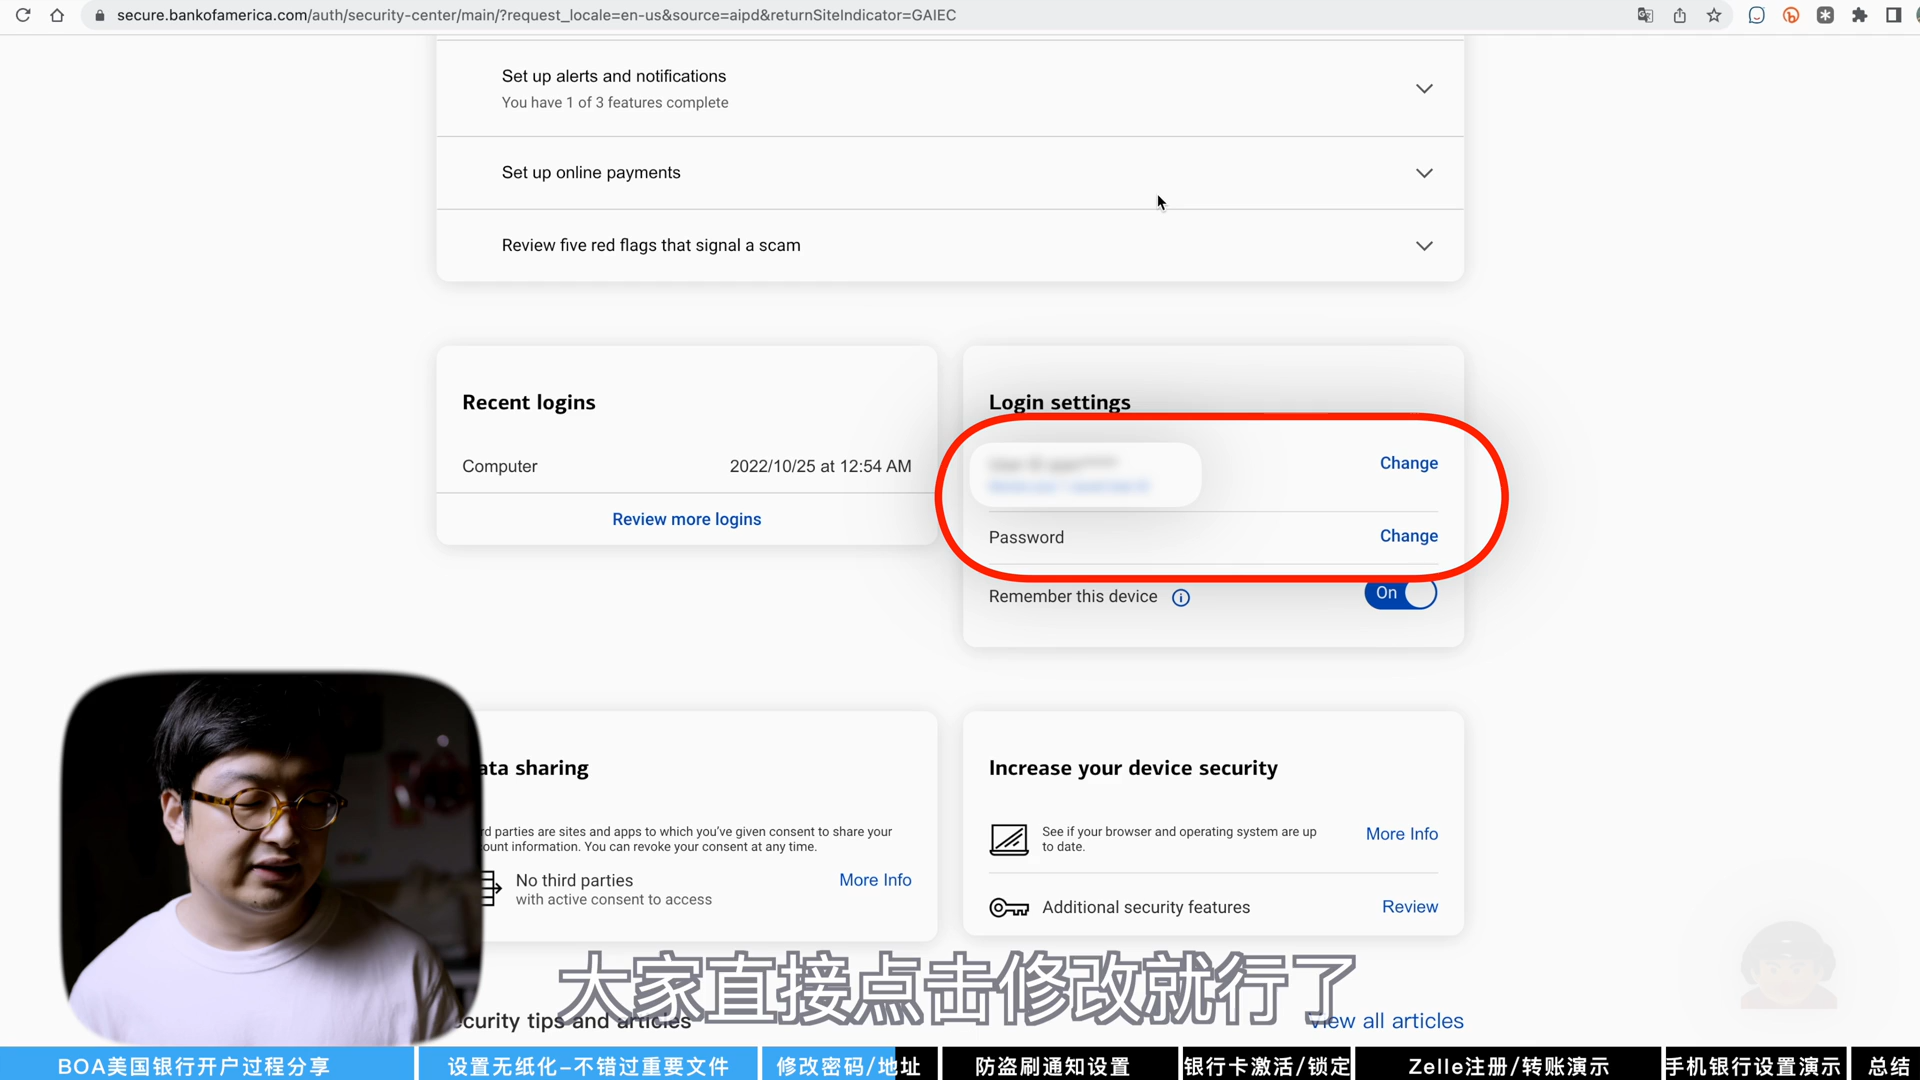 secure.bankofamerica.com/auth/security-center/main/?request_locale=en-us&source=aipd&returnSiteIndicator=GAIEC
Set up alerts and notifications
You have 1 of 3 features complete
Set up online payments
Review five red flags that signal a scam
Recent logins
Computer 2022/10/25 at 12:54 AM
Review more logins
Login settings
Change
Password Change
Remember this device On
ata sharing
rd parties are sites and apps to which you've given consent to share your
ount information. You can revoke your consent at any time.
No third parties
with active consent to access
More Info
Increase your device security
See if your browser and operating system are up
to date.
More Info
Additional security features Review
大家直接点击修改就行了
curity tips and articles
View all articles
BOA美国银行开户过程分享 设置无纸化-不错过重要文件 修改密码/地址 防盗刷通知设置 银行卡激活/锁定 Zelle注册/转账演示 手机银行设置演示 总结